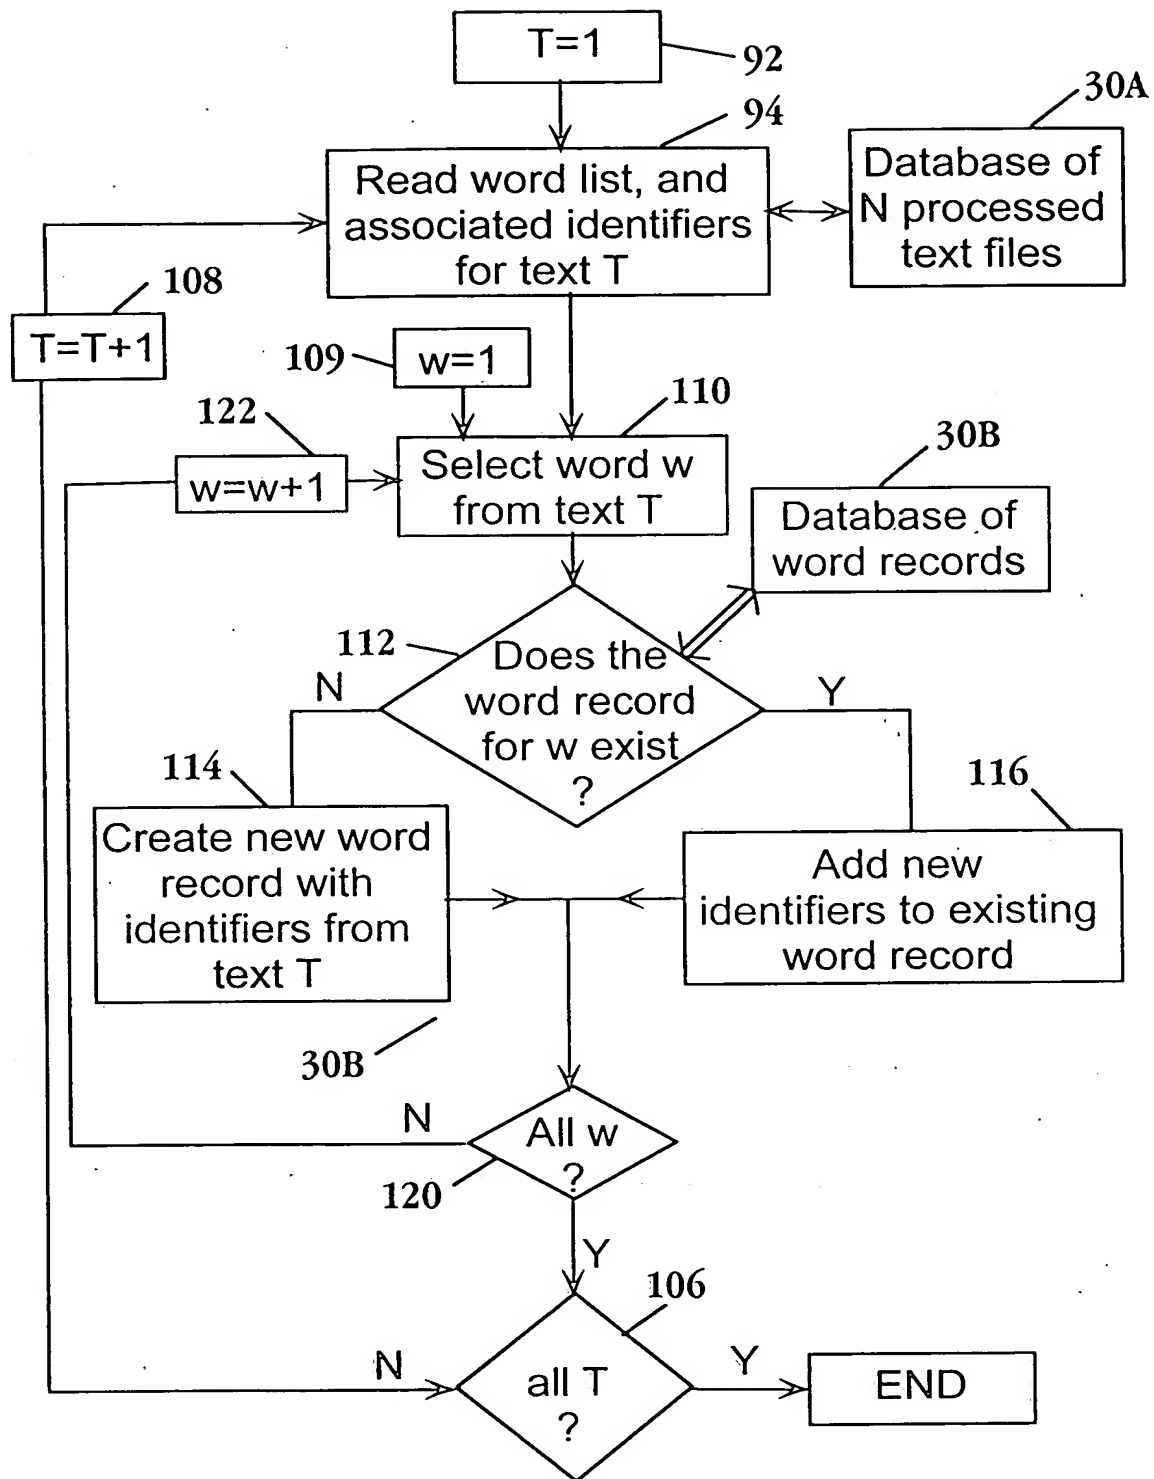 T=1
92
30A
94
Read word list, and
associated identifiers
for text T
Database of
N processed
text files
108
T=T+1
109
w=1
122
110
w=w+1
Select word w
from text T
30B
Database of
word records
112
Does the
word record
for w exist
?
N
Y
114
Create new word
record with
identifiers from
text T
116
Add new
identifiers to existing
word record
30B
N
All w
?
120
Y
106
N
all T
?
Y
END